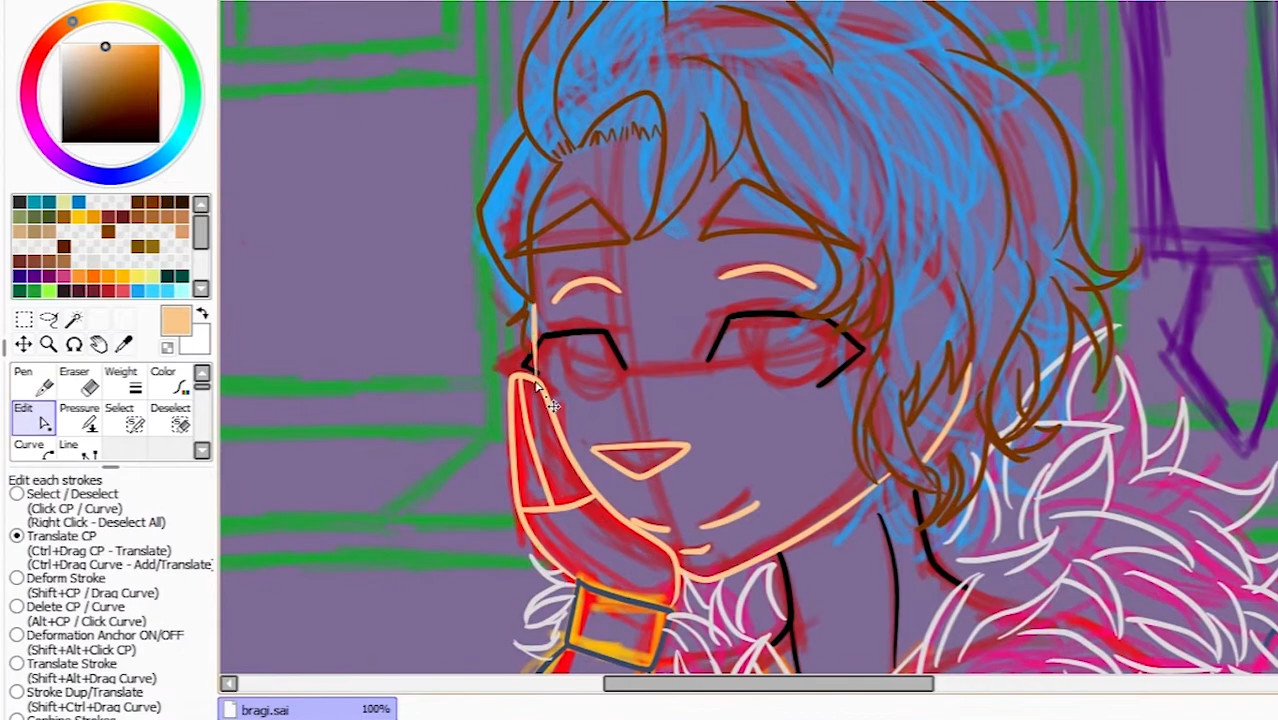 Pen Eraser Weight Color
Edit Pressure Select Deselect
Curve Line
Edit each strokes
Select / Deselect
(Click CP / Curve)
(Right Click - Deselect All)
Translate CP
(Ctrl+Drag CP - Translate)
(Ctrl+Drag Curve - Add/Translate)
Deform Stroke
(Shift+CP / Drag Curve)
Delete CP / Curve
(Alt+CP / Click Curve)
Deformation Anchor ON/OFF
(Shift+Alt+Click CP)
Translate Stroke
(Shift+Alt+Drag Curve)
Stroke Dup/Translate
(Shift+Ctrl+Drag Curve)
bragi.sai 100%